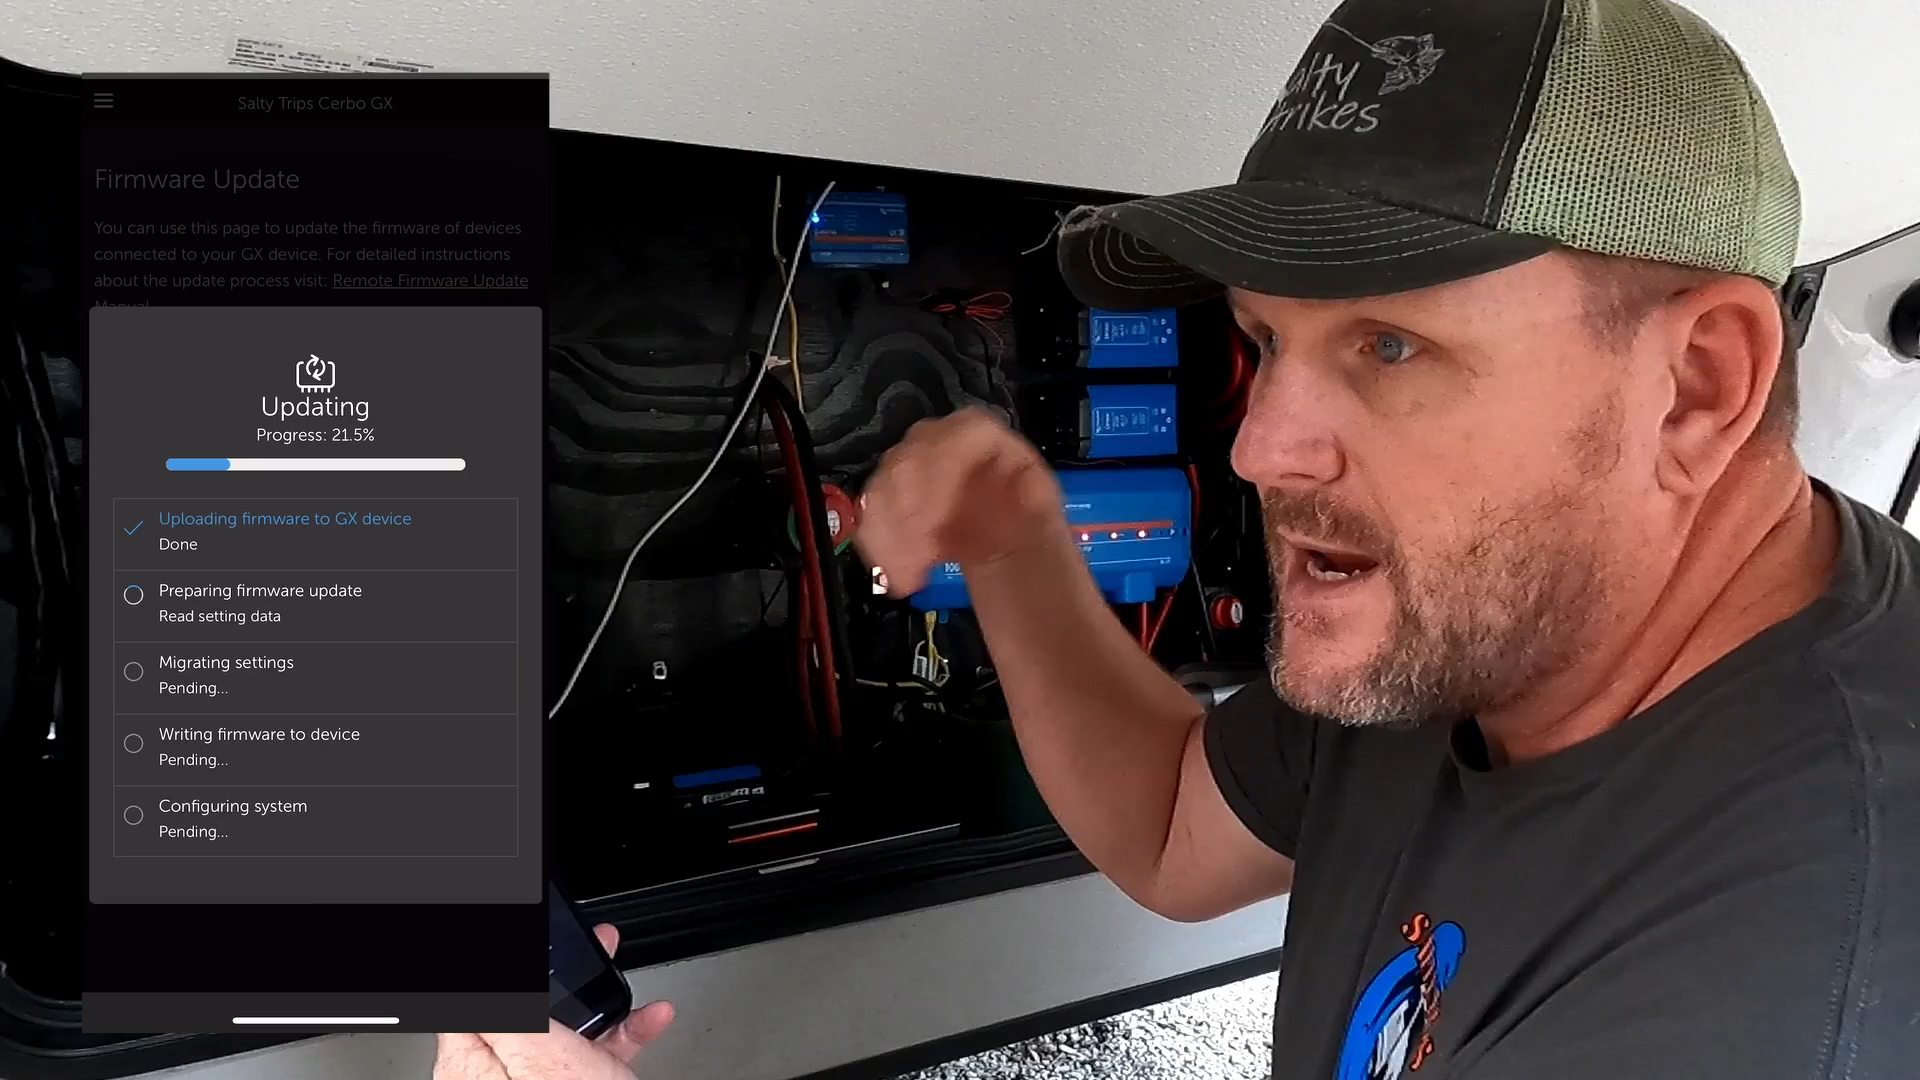 Salty Trips Cerbo GX
Firmware Update
You can use this page to update the firmware of devices
connected to your GX device. For detailed instructions
about the update process visit: Remote Firmware Update
Manual
Updating
Progress: 21.5%
Uploading firmware to GX device
Done
Preparing firmware update
Read setting data
Migrating settings
Pending...
Writing firmware to device
Pending...
Configuring system
Pending...
alty
trikes